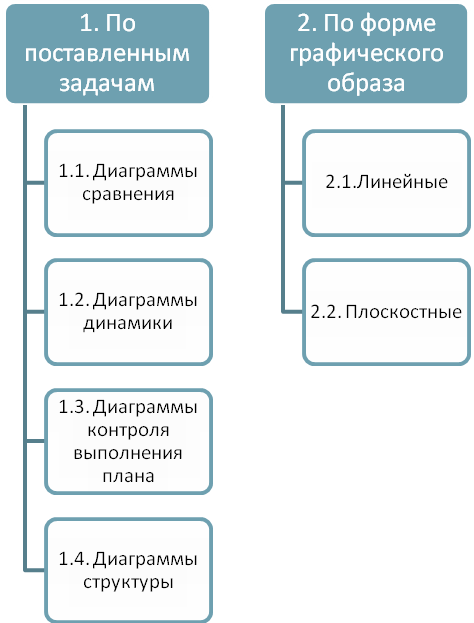 1. По
поставленным
задачам
1.1. Диаграммы
сравнения
1.2. Диаграммы
динамики
1.3. Диаграммы
контроля
выполнения
плана
1.4. Диаграммы
структуры
2. По форме
графического
образа
2.1.Линейные
2.2. Плоскостные